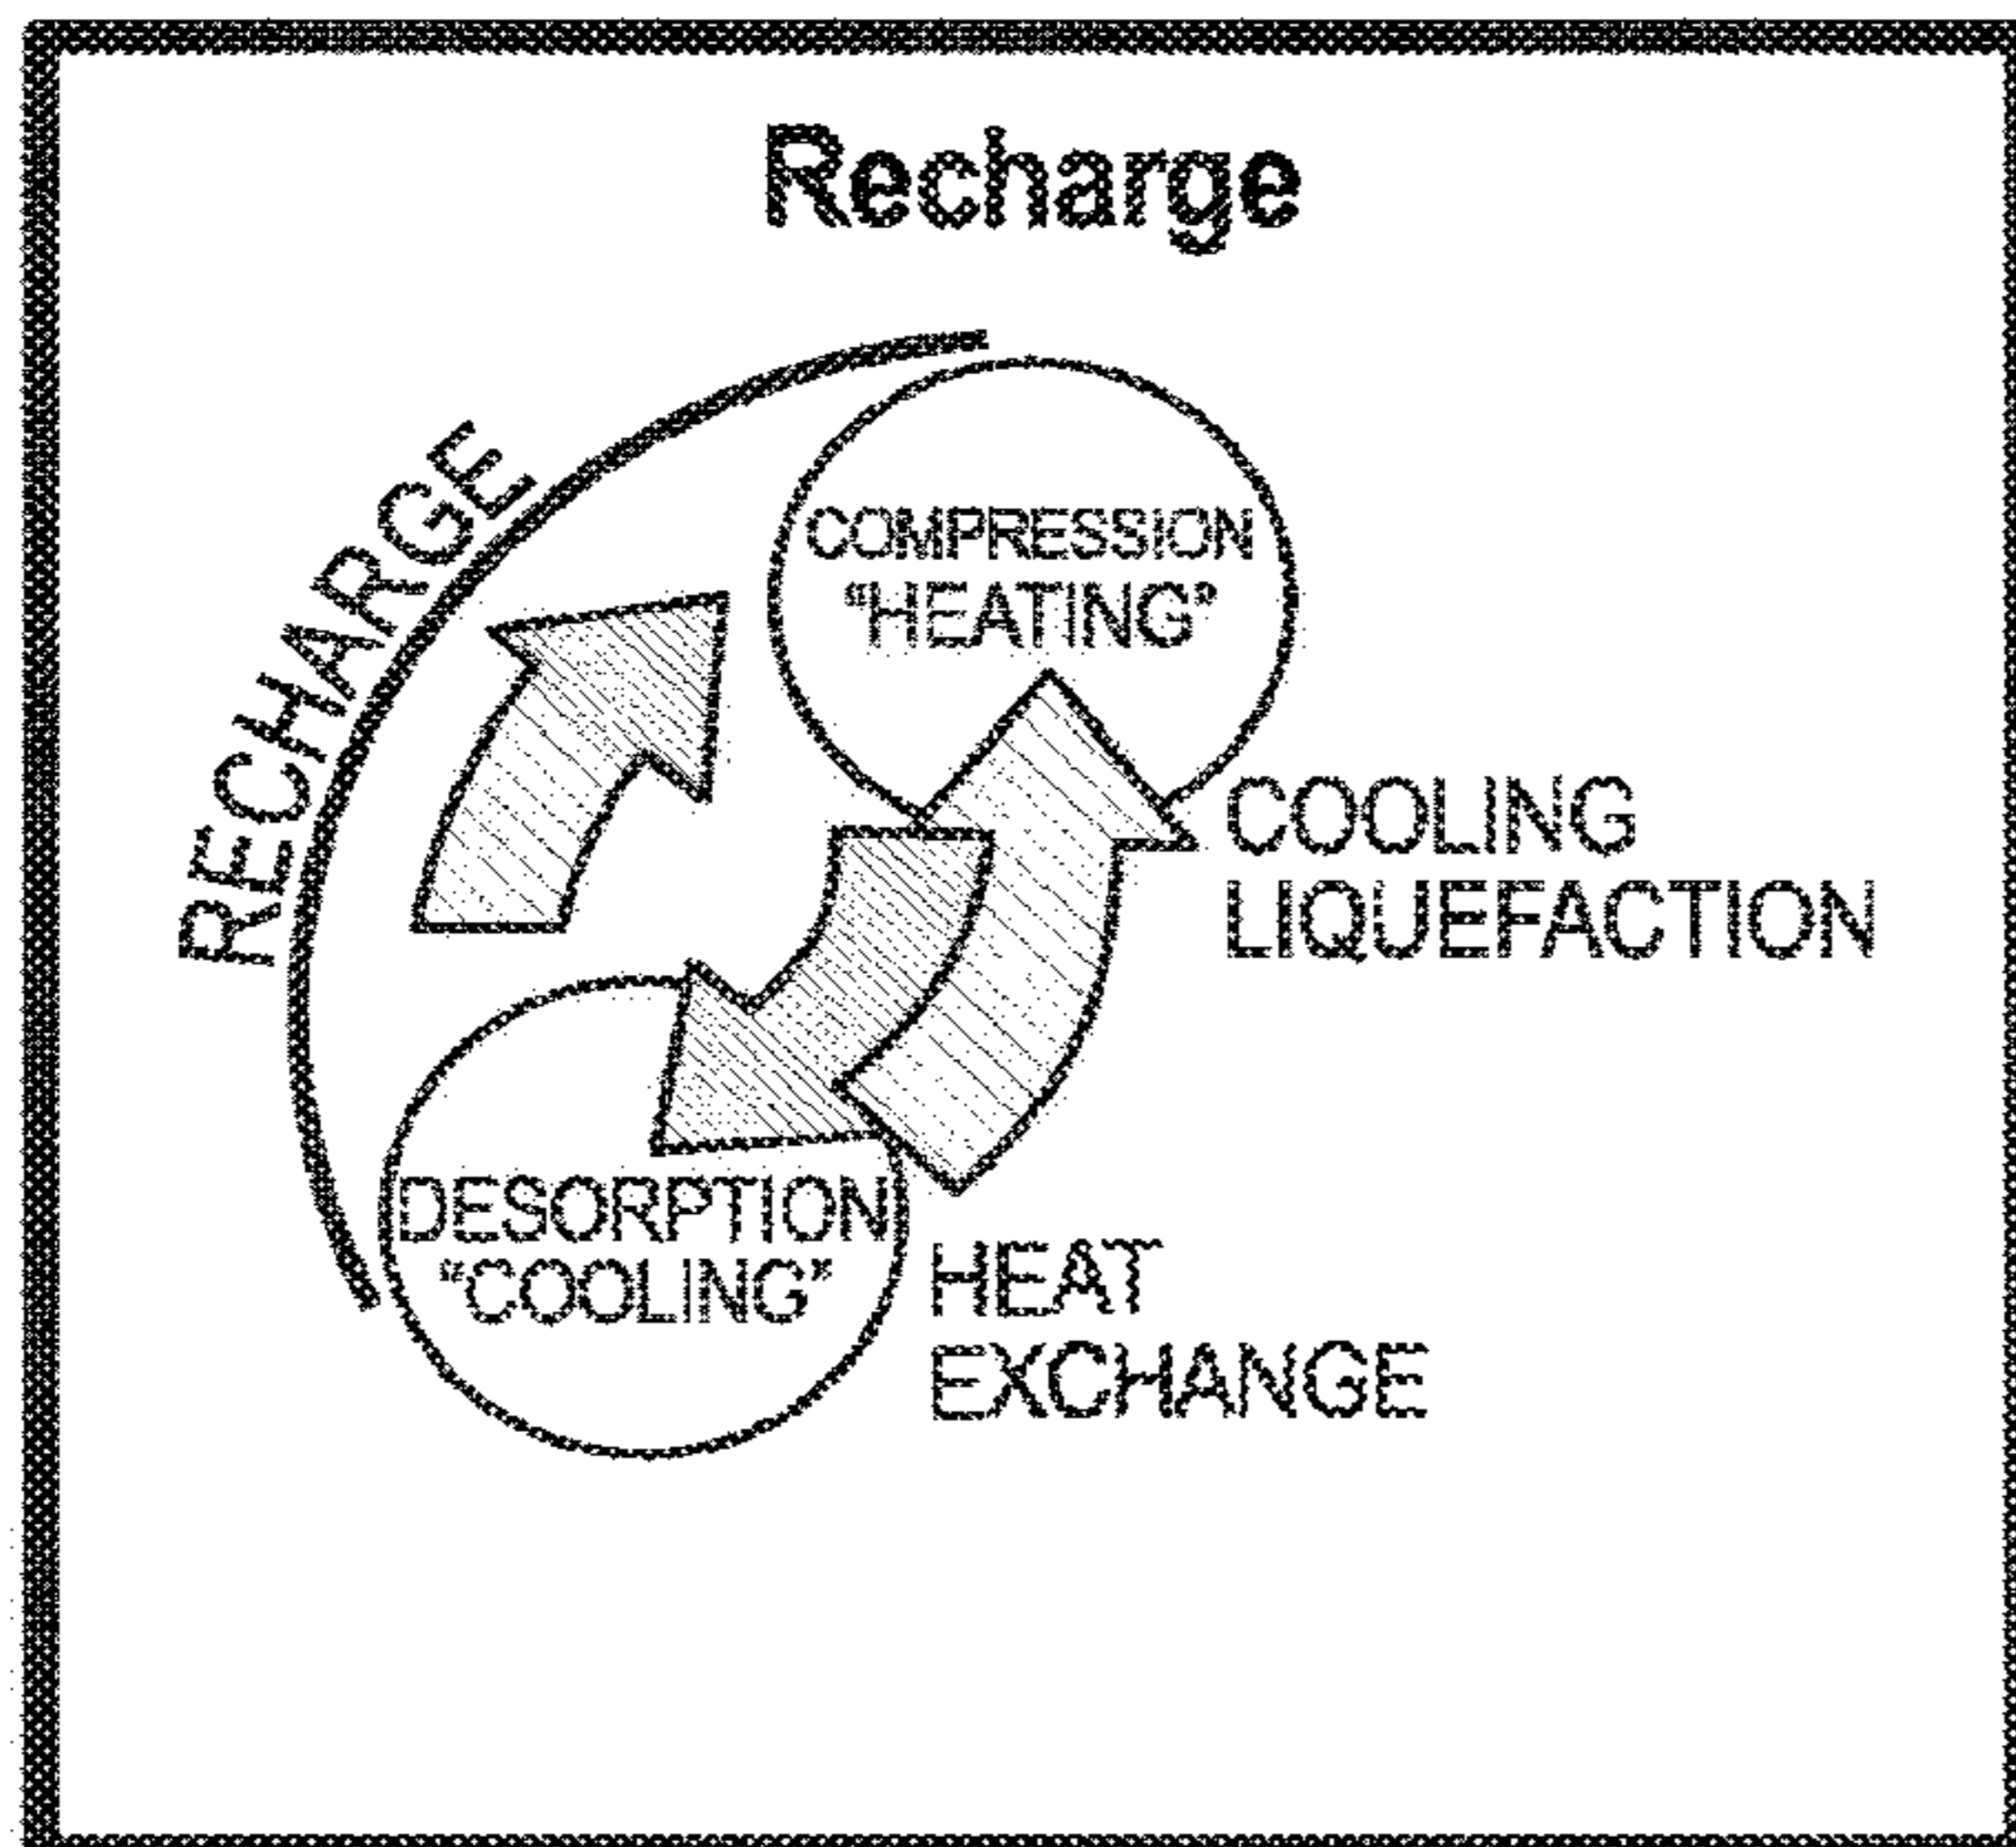 Recharge
RECHARGE
COMPRESSION
“HEATING”
COOLING
LIQUEFACTION
DESORPTION
“COOLING”
HEAT
EXCHANGE